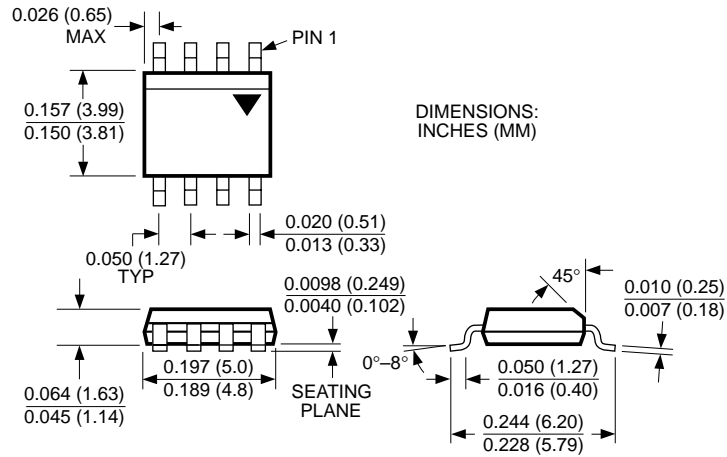 0.026 (0.65)
MAX
PIN 1
0.157 (3.99)
0.150 (3.81)
DIMENSIONS:
INCHES (MM)
0.050 (1.27)
TYP
0.020 (0.51)
0.013 (0.33)
0.0098 (0.249)
0.0040 (0.102)
45°
0.010 (0.25)
0.007 (0.18)
0°–8°
0.064 (1.63)
0.045 (1.14)
0.197 (5.0)
0.189 (4.8)
SEATING
PLANE
0.050 (1.27)
0.016 (0.40)
0.244 (6.20)
0.228 (5.79)